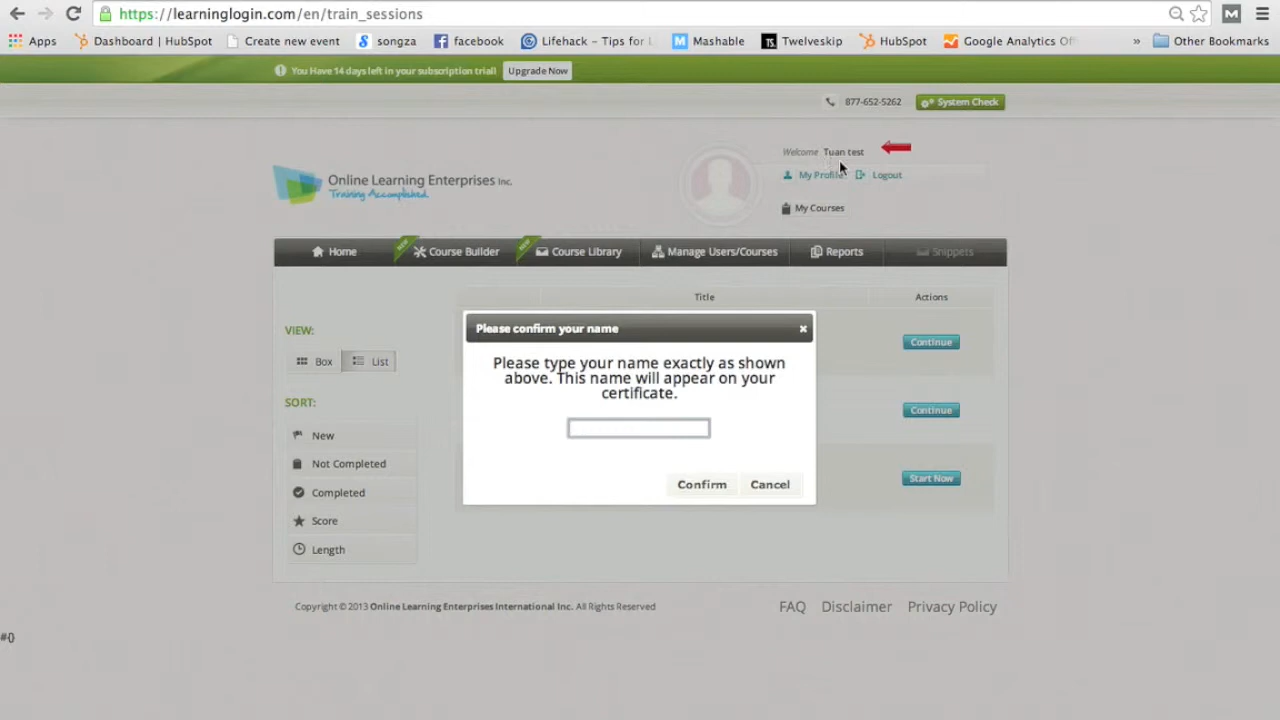 https://learninglogin.com/en/train_sessions
Apps Dashboard | HubSpot Create new event songza facebook Lifehack – Tips for L Mashable TS. Twelveskip HubSpot Google Analytics Off » Other Bookmarks
You Have 14 days left in your subscription trial! Upgrade Now
877-652-5262 System Check
Welcome Tuan test
My Profile Logout
My Courses
Online Learning Enterprises Inc.
Training Accomplished.
Home NEW Course Builder NEW Course Library Manage Users/Courses Reports Snippets
Title Actions
Please confirm your name ×
Please type your name exactly as shown
above. This name will appear on your
certificate.
Confirm Cancel
VIEW:
Box List
SORT:
New
Not Completed
Completed
Score
Length
Continue
Continue
Start Now
Copyright © 2013 Online Learning Enterprises International Inc. All Rights Reserved FAQ Disclaimer Privacy Policy
#0